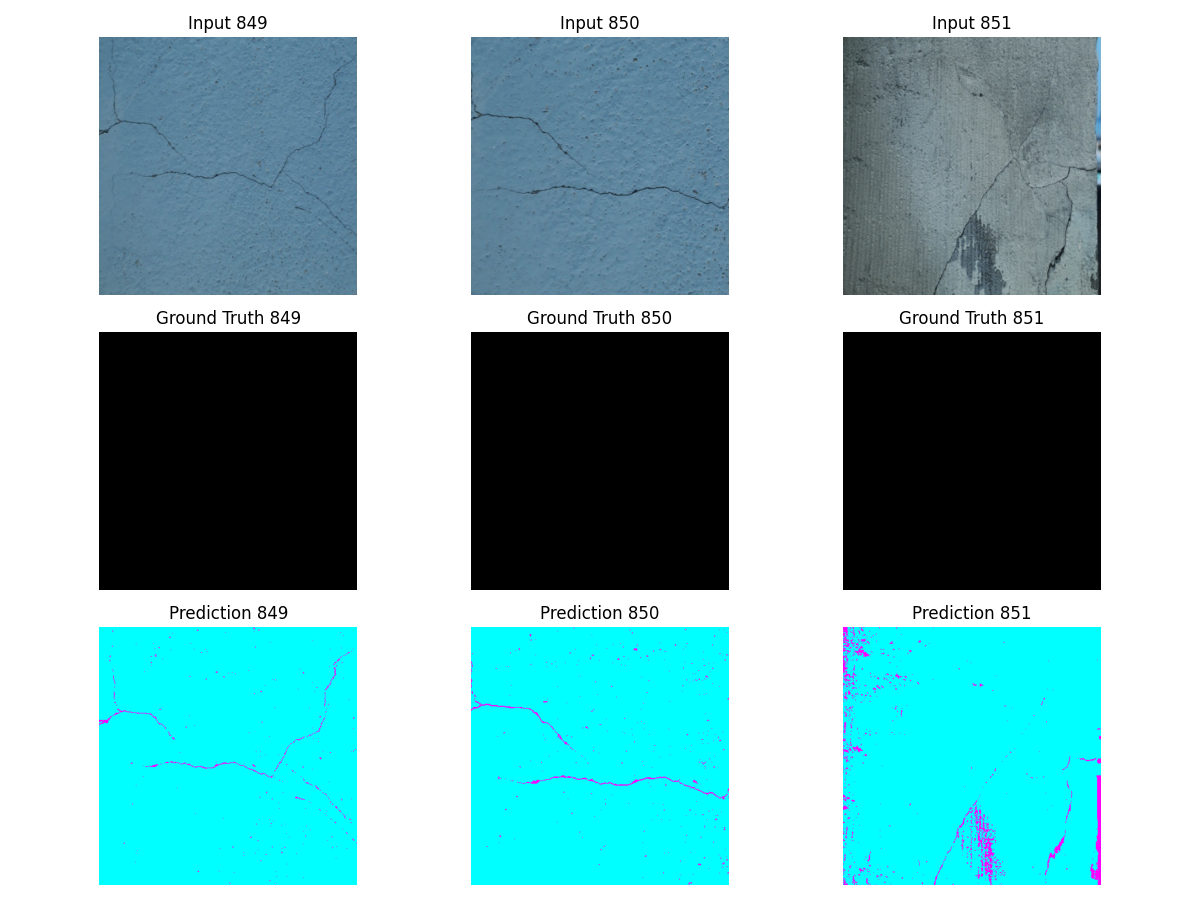 Input 849
Input 850
Input 851
Ground Truth 849
Ground Truth 850
Ground Truth 851
Prediction 849
Prediction 850
Prediction 851